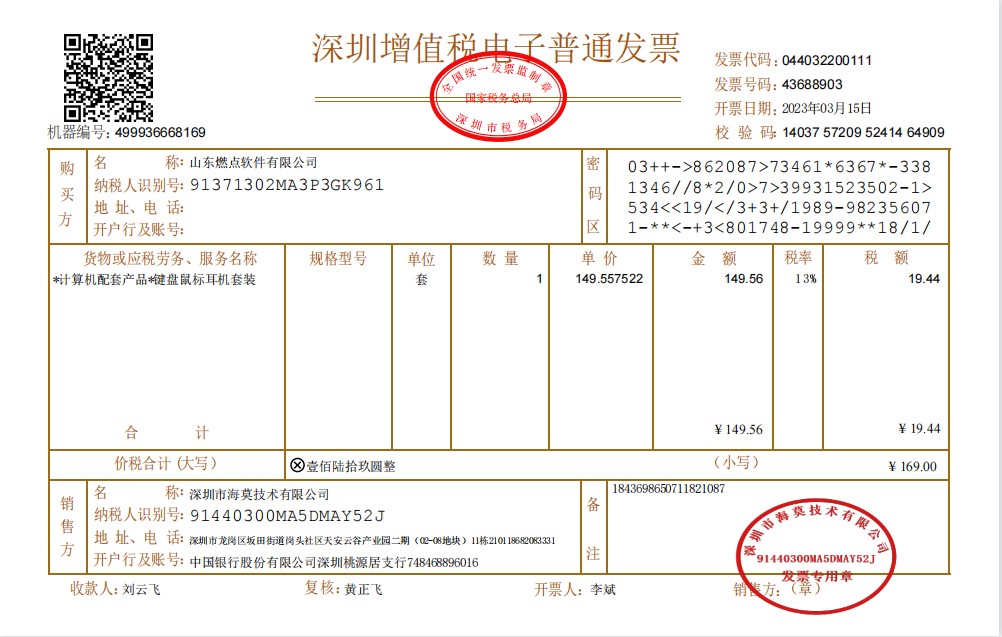 深圳增值税电子普通发票
全国统一发票监制章
国家税务总局
深圳市税务局
发票代码: 044032200111
发票号码: 43688903
开票日期: 2023年03月15日
校 验 码: 14037 57209 52414 64909
机器编号: 499936668169
购买方
名 称: 山东燃点软件有限公司
纳税人识别号: 91371302MA3P3GK961
地 址、电 话:
开户行及账号:
密码区
03++->862087>73461*6367*-338
1346//8*2/0>7>39931523502-1>
534<<19/</3+3+/1989-98235607
1-**<-+3<801748-19999**18/1/
货物或应税劳务、服务名称 规格型号 单位 数 量 单 价 金 额 税率 税 额
*计算机配套产品*键盘鼠标耳机套装 套 1 149.557522 149.56 13% 19.44
合 计 ¥149.56 ¥19.44
价税合计 (大写) ⊗壹佰陆拾玖圆整 (小写) ¥169.00
销售方
名 称: 深圳市海莫技术有限公司
纳税人识别号: 91440300MA5DMAY52J
地 址、电 话: 深圳市龙岗区坂田街道岗头社区天安云谷产业园二期(02-08地块)11栋210118682083331
开户行及账号: 中国银行股份有限公司深圳桃源居支行748468896016
备注
1843698650711821087
深圳市海莫技术有限公司
91440300MA5DMAY52J
发票专用章
收款人: 刘云飞 复核: 黄正飞 开票人: 李斌 销售方: (章)